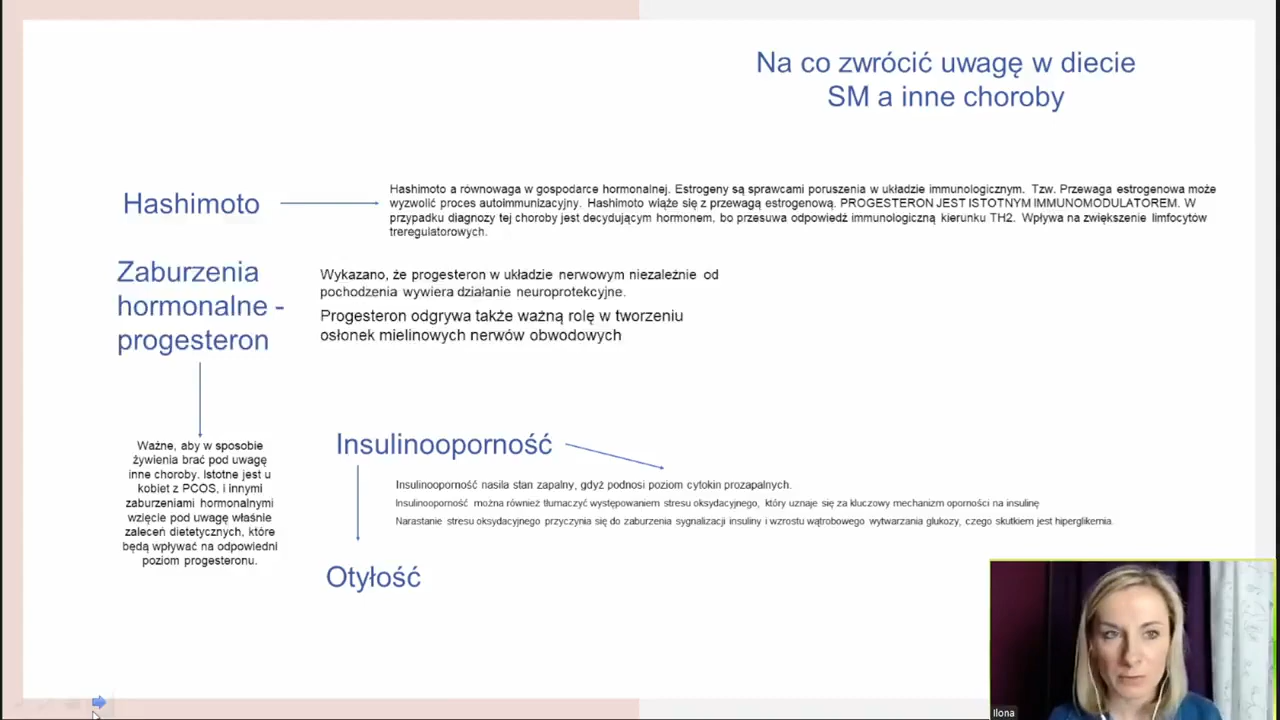 Na co zwrócić uwagę w diecie
SM a inne choroby
Hashimoto
Hashimoto a równowaga w gospodarce hormonalnej. Estrogeny są sprawcami poruszenia w układzie immunologicznym. Tzw. Przewaga estrogenowa może
wyzwolić proces autoimmunizacyjny. Hashimoto wiąże się z przewagą estrogenową. PROGESTERON JEST ISTOTNYM IMMUNOMODULATOREM. W
przypadku diagnozy tej choroby jest decydującym hormonem, bo przesuwa odpowiedź immunologiczną kierunku TH2. Wpływa na zwiększenie limfocytów
treregulatorowych.
Zaburzenia
hormonalne -
progesteron
Wykazano, że progesteron w układzie nerwowym niezależnie od
pochodzenia wywiera działanie neuroprotekcyjne.
Progesteron odgrywa także ważną rolę w tworzeniu
osłonek mielinowych nerwów obwodowych
Ważne, aby w sposobie
żywienia brać pod uwagę
inne choroby. Istotne jest u
kobiet z PCOS, i innymi
zaburzeniami hormonalnymi
wzięcie pod uwagę właśnie
zaleceń dietetycznych, które
będą wpływać na odpowiedni
poziom progesteronu.
Insulinooporność
Insulinooporność nasila stan zapalny, gdyż podnosi poziom cytokin prozapalnych.
Insulinooporność można również tłumaczyć występowaniem stresu oksydacyjnego, który uznaje się za kluczowy mechanizm oporności na insulinę
Narastanie stresu oksydacyjnego przyczynia się do zaburzenia sygnalizacji insuliny i wzrostu wątrobowego wytwarzania glukozy, czego skutkiem jest hiperglikemia.
Otyłość
Ilona